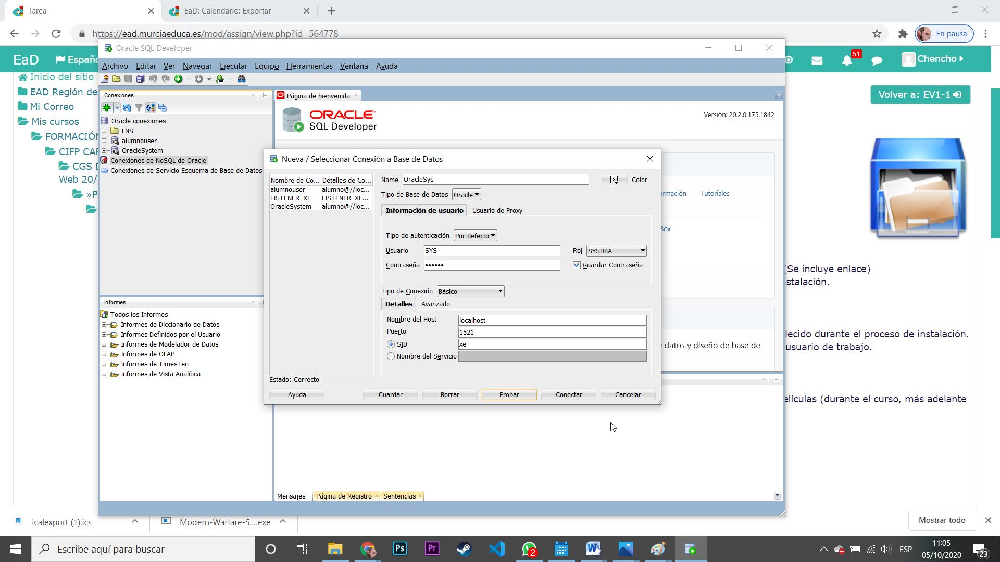 Tarea
EaD: Calendario: Exportar
https://ead.murciaeduca.es/mod/assign/view.php?id=564778
En pausa
EaD
Españo
51
Chencho
Inicio del sitio
EAD Región de
Mi Correo
Mis cursos
FORMACIÓN
CIFP CAR
CGS D
Web 20/
»P
Volver a: EV1-1
(Se incluye enlace)
stalación.
lecido durante el proceso de instalación.
usuario de trabajo.
elículas (durante el curso, más adelante
Oracle SQL Developer
Archivo Editar Ver Navegar Ejecutar Equipo Herramientas Ventana Ayuda
SQL
Conexiones
Oracle conexiones
TNS
alumnouser
OracleSystem
Conexiones de NoSQL de Oracle
Conexiones de Servicio Esquema de Base de Datos
Informes
Todos los Informes
Informes de Diccionario de Datos
Informes Definidos por el Usuario
Informes de Modelador de Datos
Informes de OLAP
Informes de TimesTen
Informes de Vista Analítica
Página de bienvenida
ORACLE
SQL Developer
Versión: 20.2.0.175.1842
ormación
Tutoriales
Box
e datos y diseño de base de
Nueva / Seleccionar Conexión a Base de Datos
Nombre de Co... Detalles de Co...
alumnouser alumno@//loc...
LISTENER_XE LISTENER_XE...
OracleSystem alumno@//loc...
Name OracleSys Color
Tipo de Base de Datos Oracle
Información de usuario Usuario de Proxy
Tipo de autenticación Por defecto
Usuario SYS Rol SYSDBA
Contraseña •••••• Guardar Contraseña
Tipo de Conexión Básico
Detalles Avanzado
Nombre del Host localhost
Puerto 1521
SID xe
Nombre del Servicio
Estado: Correcto
Ayuda Guardar Borrar Probar Conectar Cancelar
Mensajes Página de Registro Sentencias
icalexport (1).ics
Modern-Warfare-S....exe
Mostrar todo
Escribe aquí para buscar
Ps
Pr
2
W
ESP
11:05
05/10/2020
23